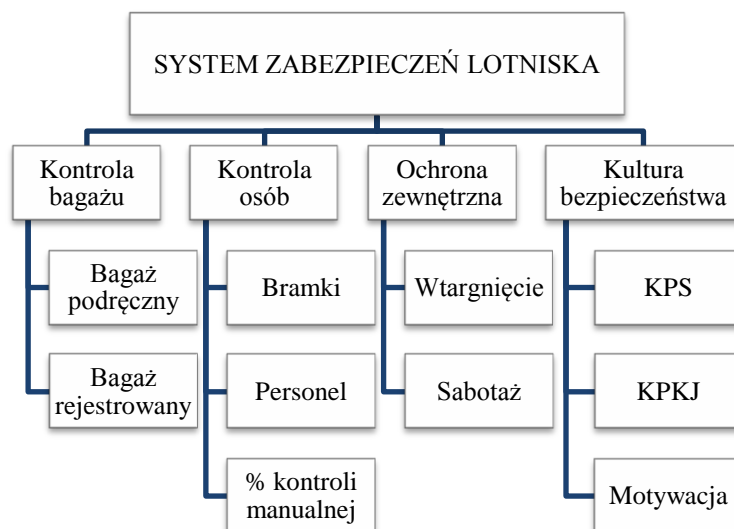 SYSTEM ZABEZPIECZEŃ LOTNISKA
Kontrola
bagażu
Bagaż
podręczny
Bagaż
rejestrowany
Kontrola
osób
Bramki
Personel
% kontroli
manualnej
Ochrona
zewnętrzna
Wtargnięcie
Sabotaż
Kultura
bezpieczeństwa
KPS
KPKJ
Motywacja